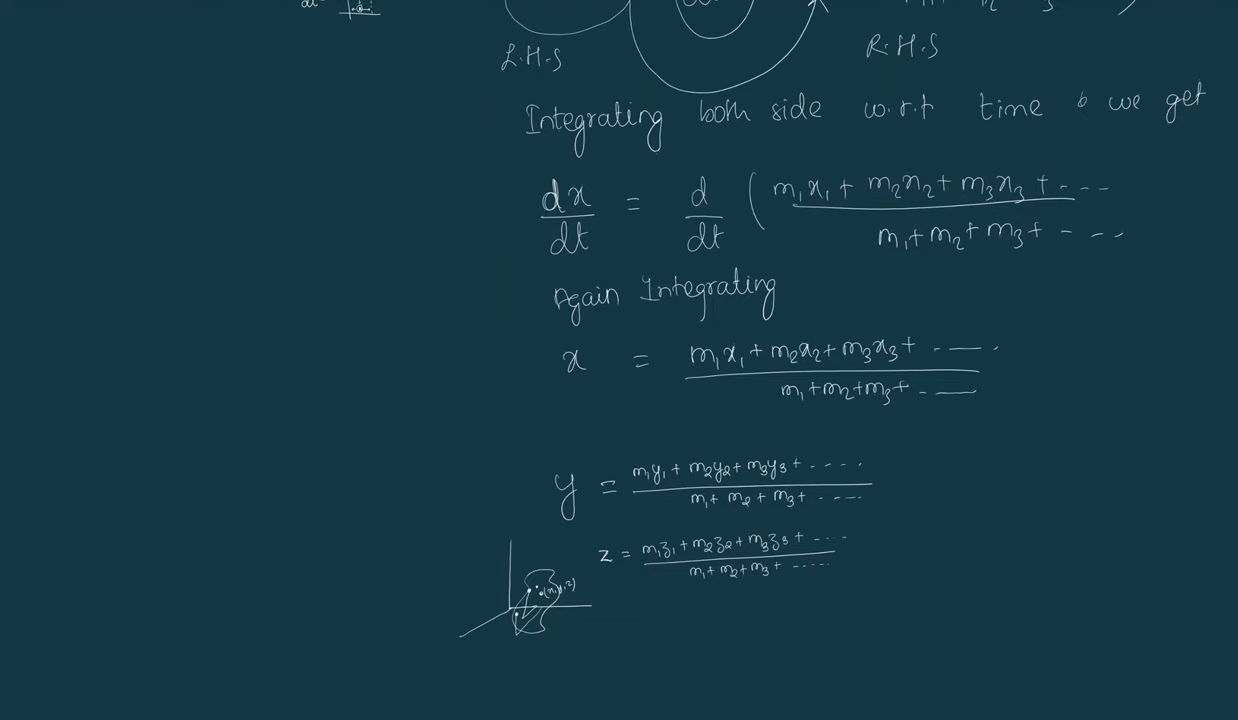 L.H.S R.H.S
Integrating both side w.r.t time we get
dx/dt = d/dt ( m₁x₁ + m₂x₂ + m₃x₃ + - - - / m₁ + m₂ + m₃ + - - -
Again Integrating
x = m₁x₁ + m₂x₂ + m₃x₃ + - — - / m₁ + m₂ + m₃ + - —
y = m₁y₁ + m₂y₂ + m₃y₃ + - - - - / m₁ + m₂ + m₃ + - - - -
z = m₁z₁ + m₂z₂ + m₃z₃ + - - - - / m₁ + m₂ + m₃ + - - - - -
(x,y,z)